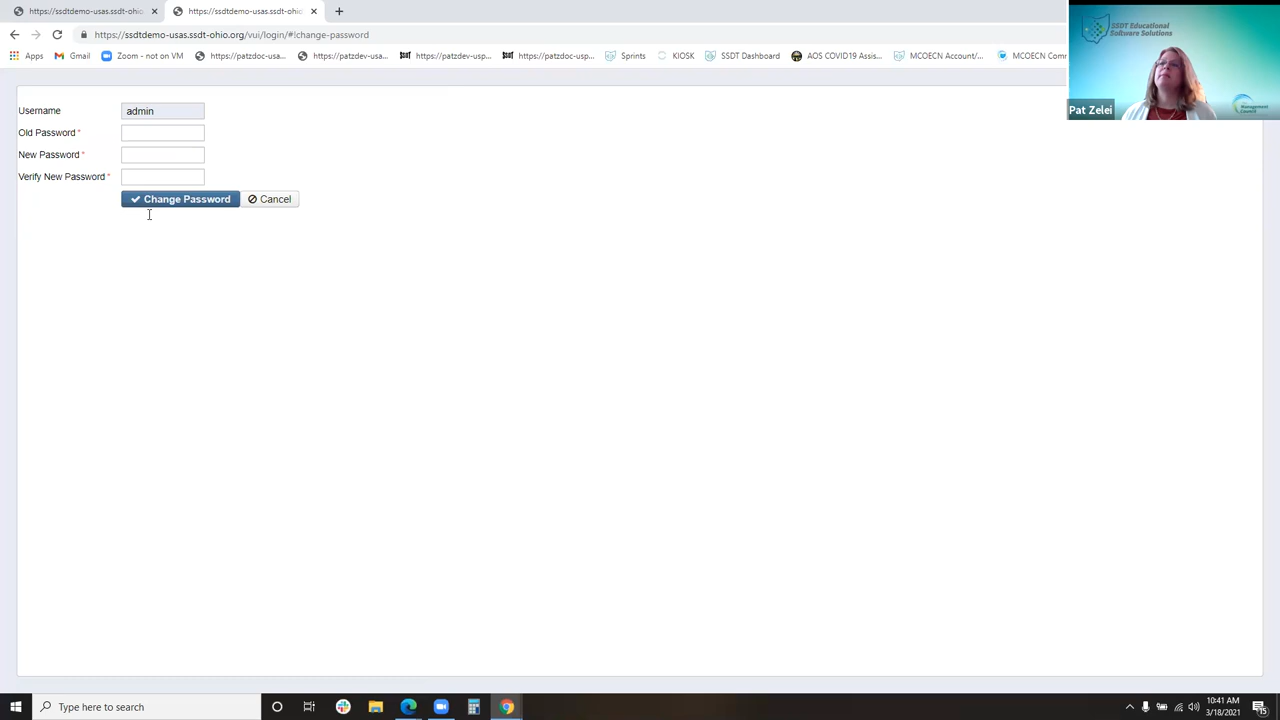 https://ssdtdemo-usas.ssdt-ohio
https://ssdtdemo-usas.ssdt-ohio
https://ssdtdemo-usas.ssdt-ohio.org/vui/login/#!change-password
Apps
Gmail
Zoom - not on VM
https://patzdoc-usa...
https://patzdev-usa...
https://patzdev-usp...
https://patzdoc-usp...
Sprints
KIOSK
SSDT Dashboard
AOS COVID19 Assis...
MCOECN Account/...
MCOECN Com
SSDT Educational
Software Solutions
Management
Council
Pat Zelei
Username
admin
Old Password *
New Password *
Verify New Password *
Change Password
Cancel
Type here to search
10:41 AM
3/18/2021
15